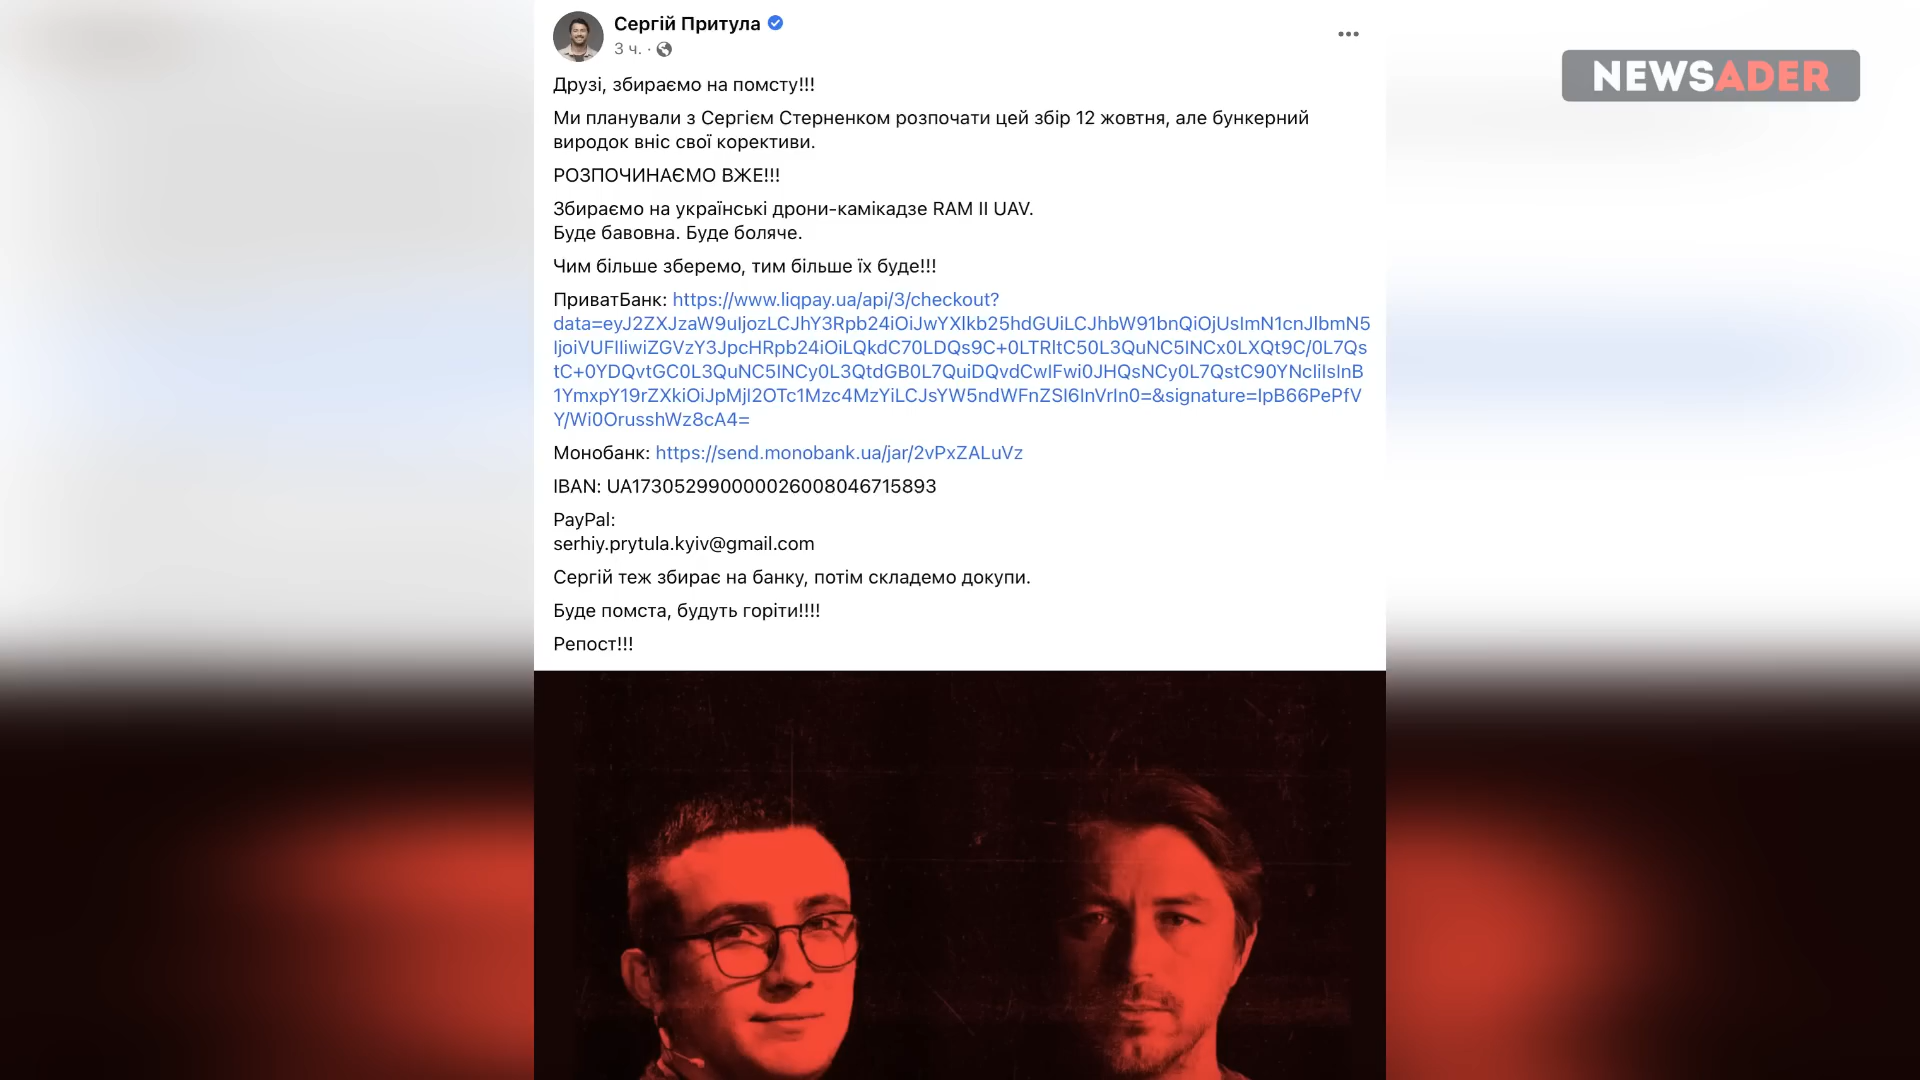 Сергій Притула
3 ч. ·
NEWSADER
Друзі, збираємо на помсту!!!
Ми планували з Сергієм Стерненком розпочати цей збір 12 жовтня, але бункерний
виродок вніс свої корективи.
РОЗПОЧИНАЄМО ВЖЕ!!!
Збираємо на українські дрони-камікадзе RAM II UAV.
Буде бавовна. Буде боляче.
Чим більше зберемо, тим більше їх буде!!!
ПриватБанк: https://www.liqpay.ua/api/3/checkout?
data=eyJ2ZXJzaW9uIjozLCJhY3Rpb24iOiJwYXlkb25hdGUiLCJhbW91bnQiOjUsImN1cnJlbmN5
IjoiVUFIIiwiZGVzY3JpcHRpb24iOiLQkdC70LDQs9C+0LTRltC50L3QuNC5INCx0LXQt9C/0L7Qs
tC+0YDQvtGC0L3QuNC5INCy0L3QtdGB0L7QuiDQvdCwIFwi0JHQsNCy0L7QstC90YNcIiIsInB
1YmxpY19rZXkiOiJpMjI2OTc1Mzc4MzYiLCJsYW5ndWFnZSI6InVrIn0=&signature=IpB66PePfV
Y/Wi0OrusshWz8cA4=
Монобанк: https://send.monobank.ua/jar/2vPxZALuVz
IBAN: UA173052990000026008046715893
PayPal:
serhiy.prytula.kyiv@gmail.com
Сергій теж збирає на банку, потім складемо докупи.
Буде помста, будуть горіти!!!!
Репост!!!